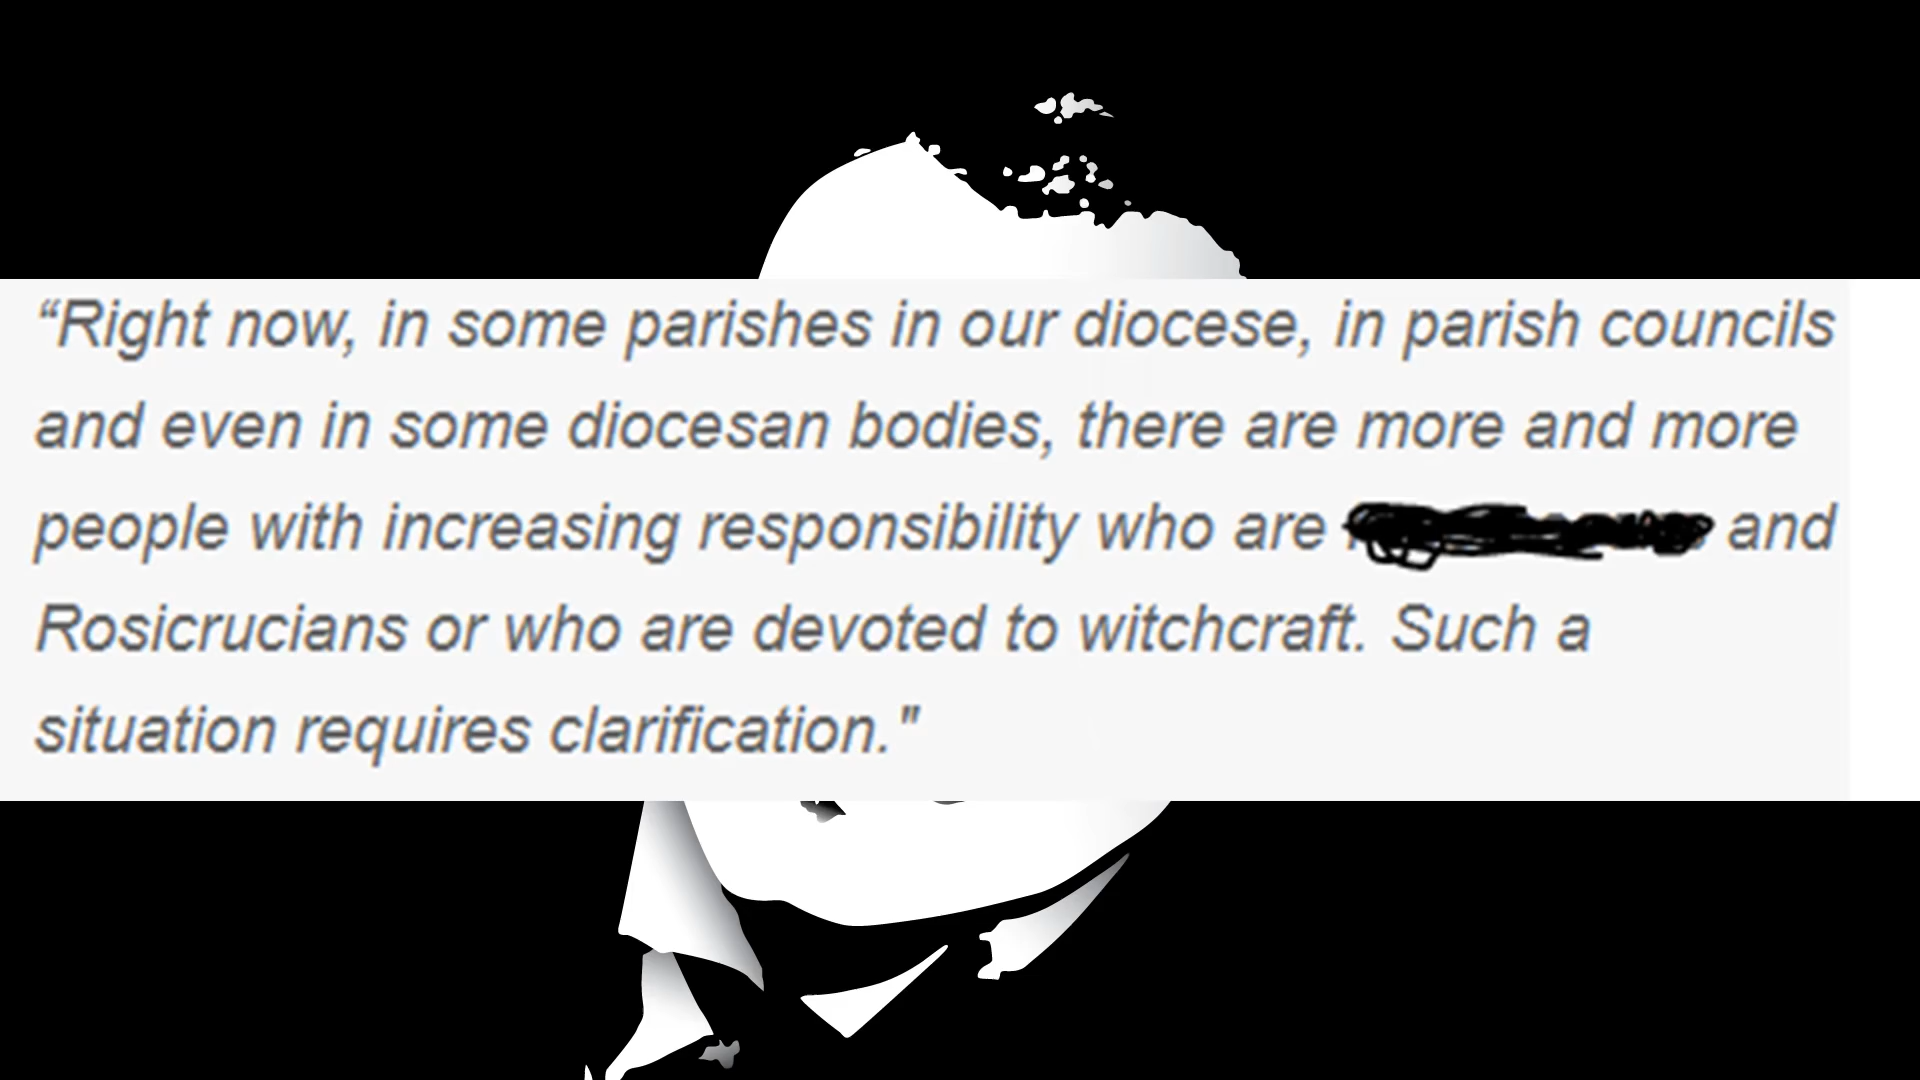 “Right now, in some parishes in our diocese, in parish councils
and even in some diocesan bodies, there are more and more
people with increasing responsibility who are and
Rosicrucians or who are devoted to witchcraft. Such a
situation requires clarification."